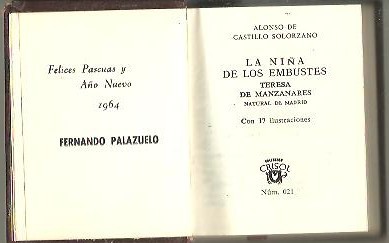 Felices Pascuas y
Año Nuevo
1964
FERNANDO PALAZUELO
ALONSO DE
CASTILLO SOLORZANO
LA NIÑA
DE LOS EMBUSTES
TERESA
DE MANZANARES
NATURAL DE MADRID
Con 17 ilustraciones
CRISOL
Núm. 021